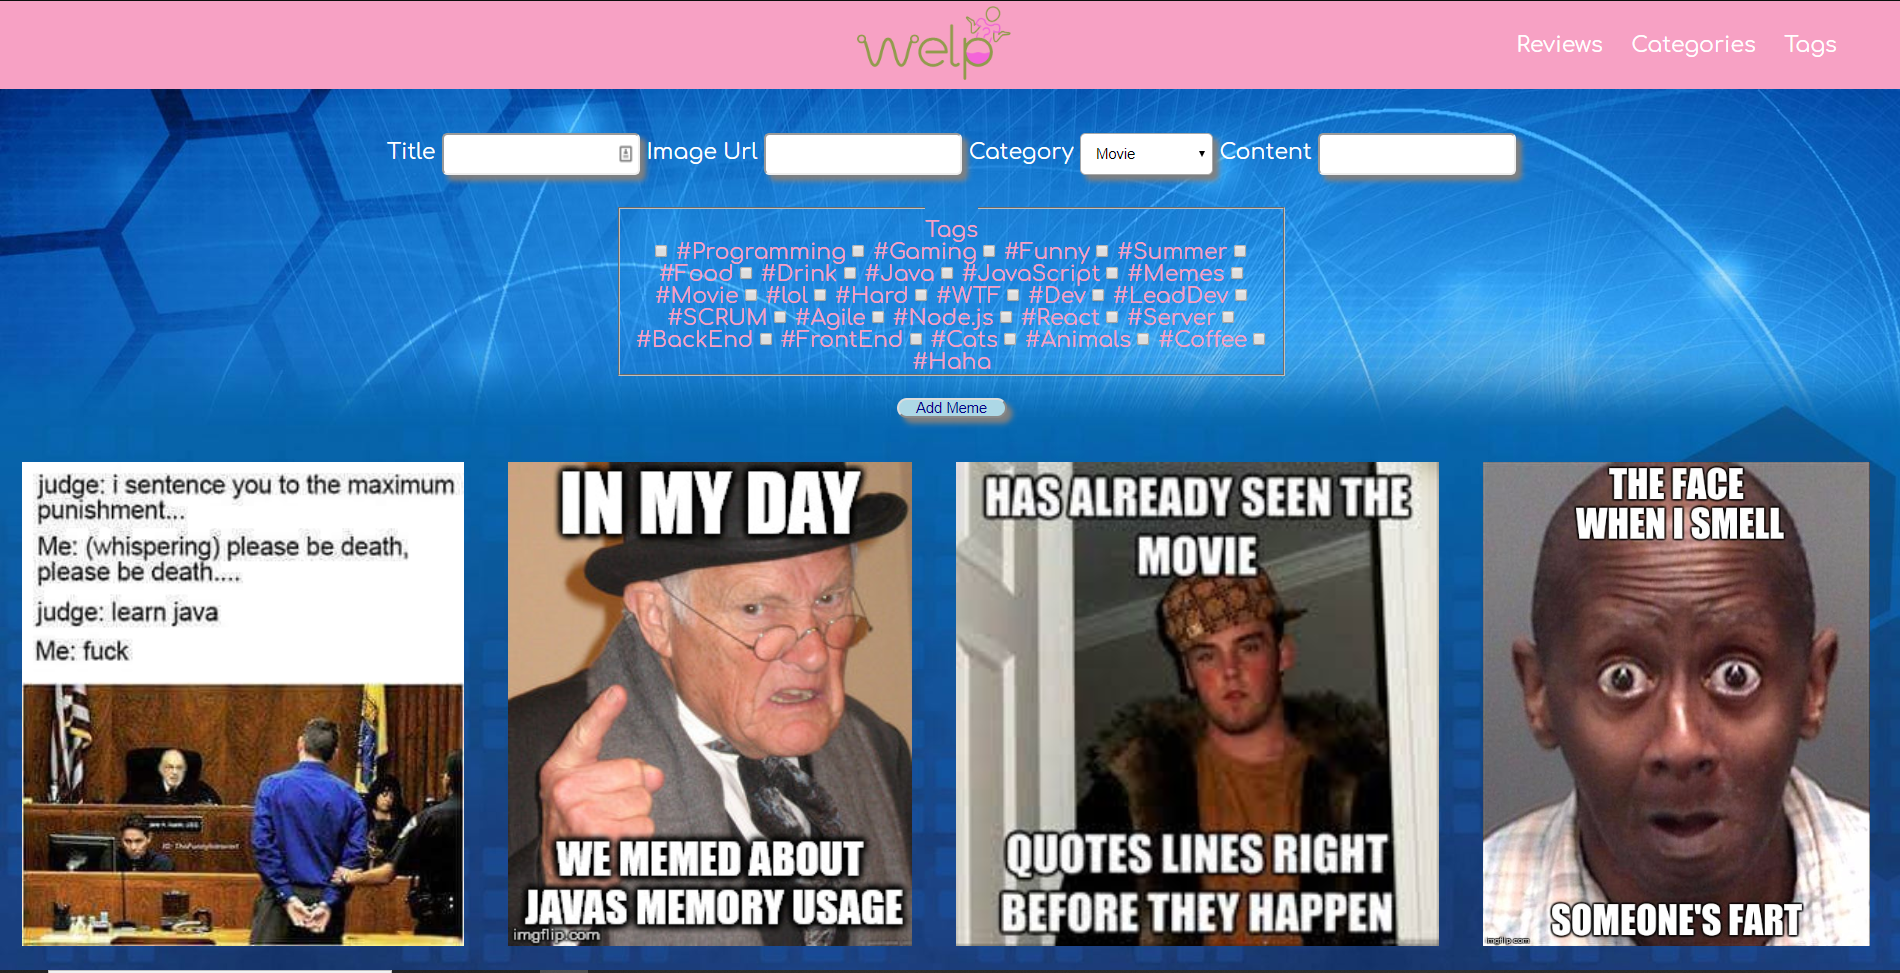 welp
Reviews Categories Tags
Title Image Url Category Movie Content
Tags
#Programming #Gaming #Funny #Summer
#Food #Drink #Java #JavaScript #Memes
#Movie #lol #Hard #WTF #Dev #LeadDev
#SCRUM #Agile #Node.js #React #Server
#BackEnd #FrontEnd #Cats #Animals #Coffee
#Haha
Add Meme
judge: i sentence you to the maximum
punishment...
Me: (whispering) please be death,
please be death....
judge: learn java
Me: fuck
IN MY DAY
WE MEMED ABOUT
JAVAS MEMORY USAGE
imgflip.com
HAS ALREADY SEEN THE
MOVIE
QUOTES LINES RIGHT
BEFORE THEY HAPPEN
THE FACE
WHEN I SMELL
SOMEONE'S FART
imgflip.com